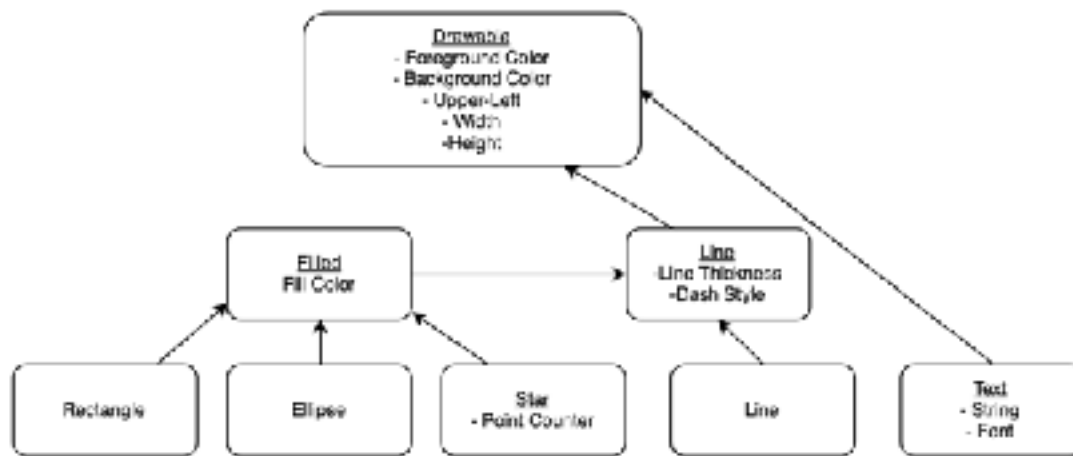 Drawable
- Foreground Color
- Background Color
- Upper-Left
- Width
-Height
Filled
Fill Color
Line
-Line Thickness
-Dash Style
Rectangle
Ellipse
Star
- Point Counter
Line
Text
- String
- Font